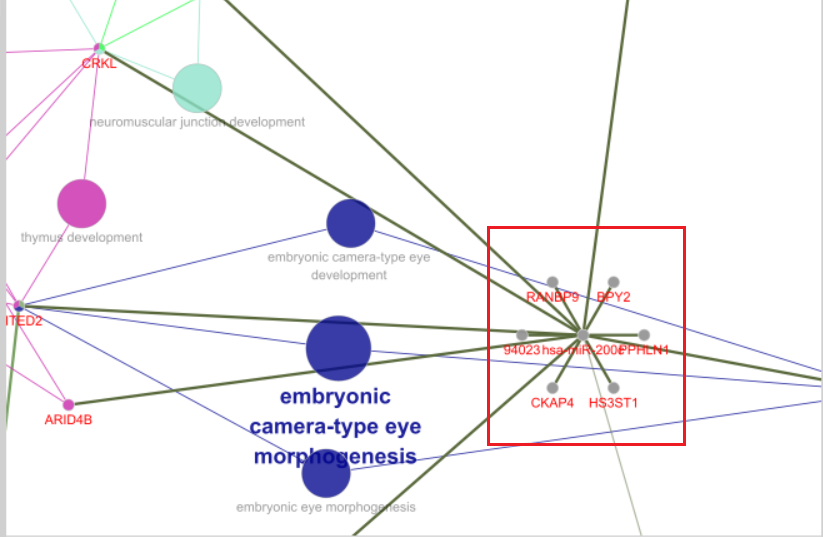 CRKL
neuromuscular junction development
thymus development
embryonic camera-type eye
development
RANBP9
BPY2
ITED2
94023
hsa-miR-200c
PPHLN1
embryonic
camera-type eye
morphogenesis
CKAP4
HS3ST1
ARID4B
embryonic eye morphogenesis